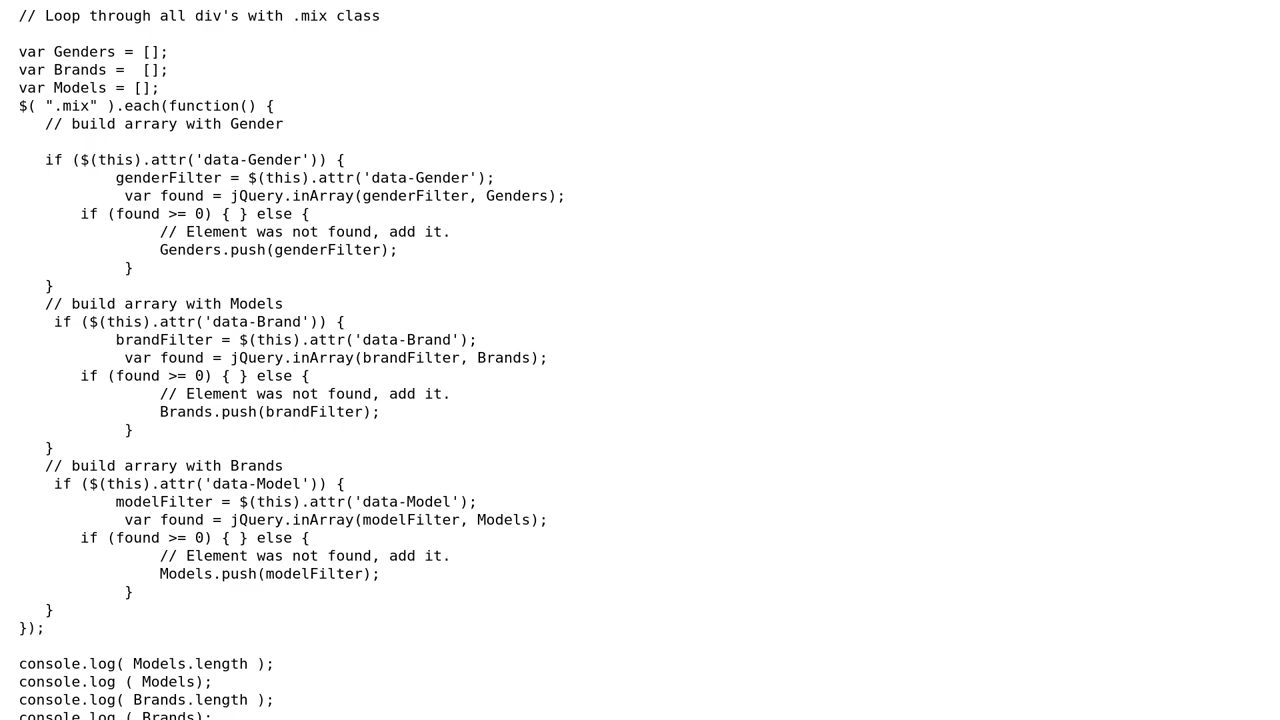 // Loop through all div's with .mix class

var Genders = [];
var Brands =  [];
var Models = [];
$( ".mix" ).each(function() {
   // build arrary with Gender

   if ($(this).attr('data-Gender')) {
           genderFilter = $(this).attr('data-Gender');
            var found = jQuery.inArray(genderFilter, Genders);
       if (found >= 0) { } else {
                // Element was not found, add it.
                Genders.push(genderFilter);
            }
   }
   // build arrary with Models
    if ($(this).attr('data-Brand')) {
           brandFilter = $(this).attr('data-Brand');
            var found = jQuery.inArray(brandFilter, Brands);
       if (found >= 0) { } else {
                // Element was not found, add it.
                Brands.push(brandFilter);
            }
   }
   // build arrary with Brands
    if ($(this).attr('data-Model')) {
           modelFilter = $(this).attr('data-Model');
            var found = jQuery.inArray(modelFilter, Models);
       if (found >= 0) { } else {
                // Element was not found, add it.
                Models.push(modelFilter);
            }
   }
});

console.log( Models.length );
console.log ( Models);
console.log( Brands.length );
console.log ( Brands);